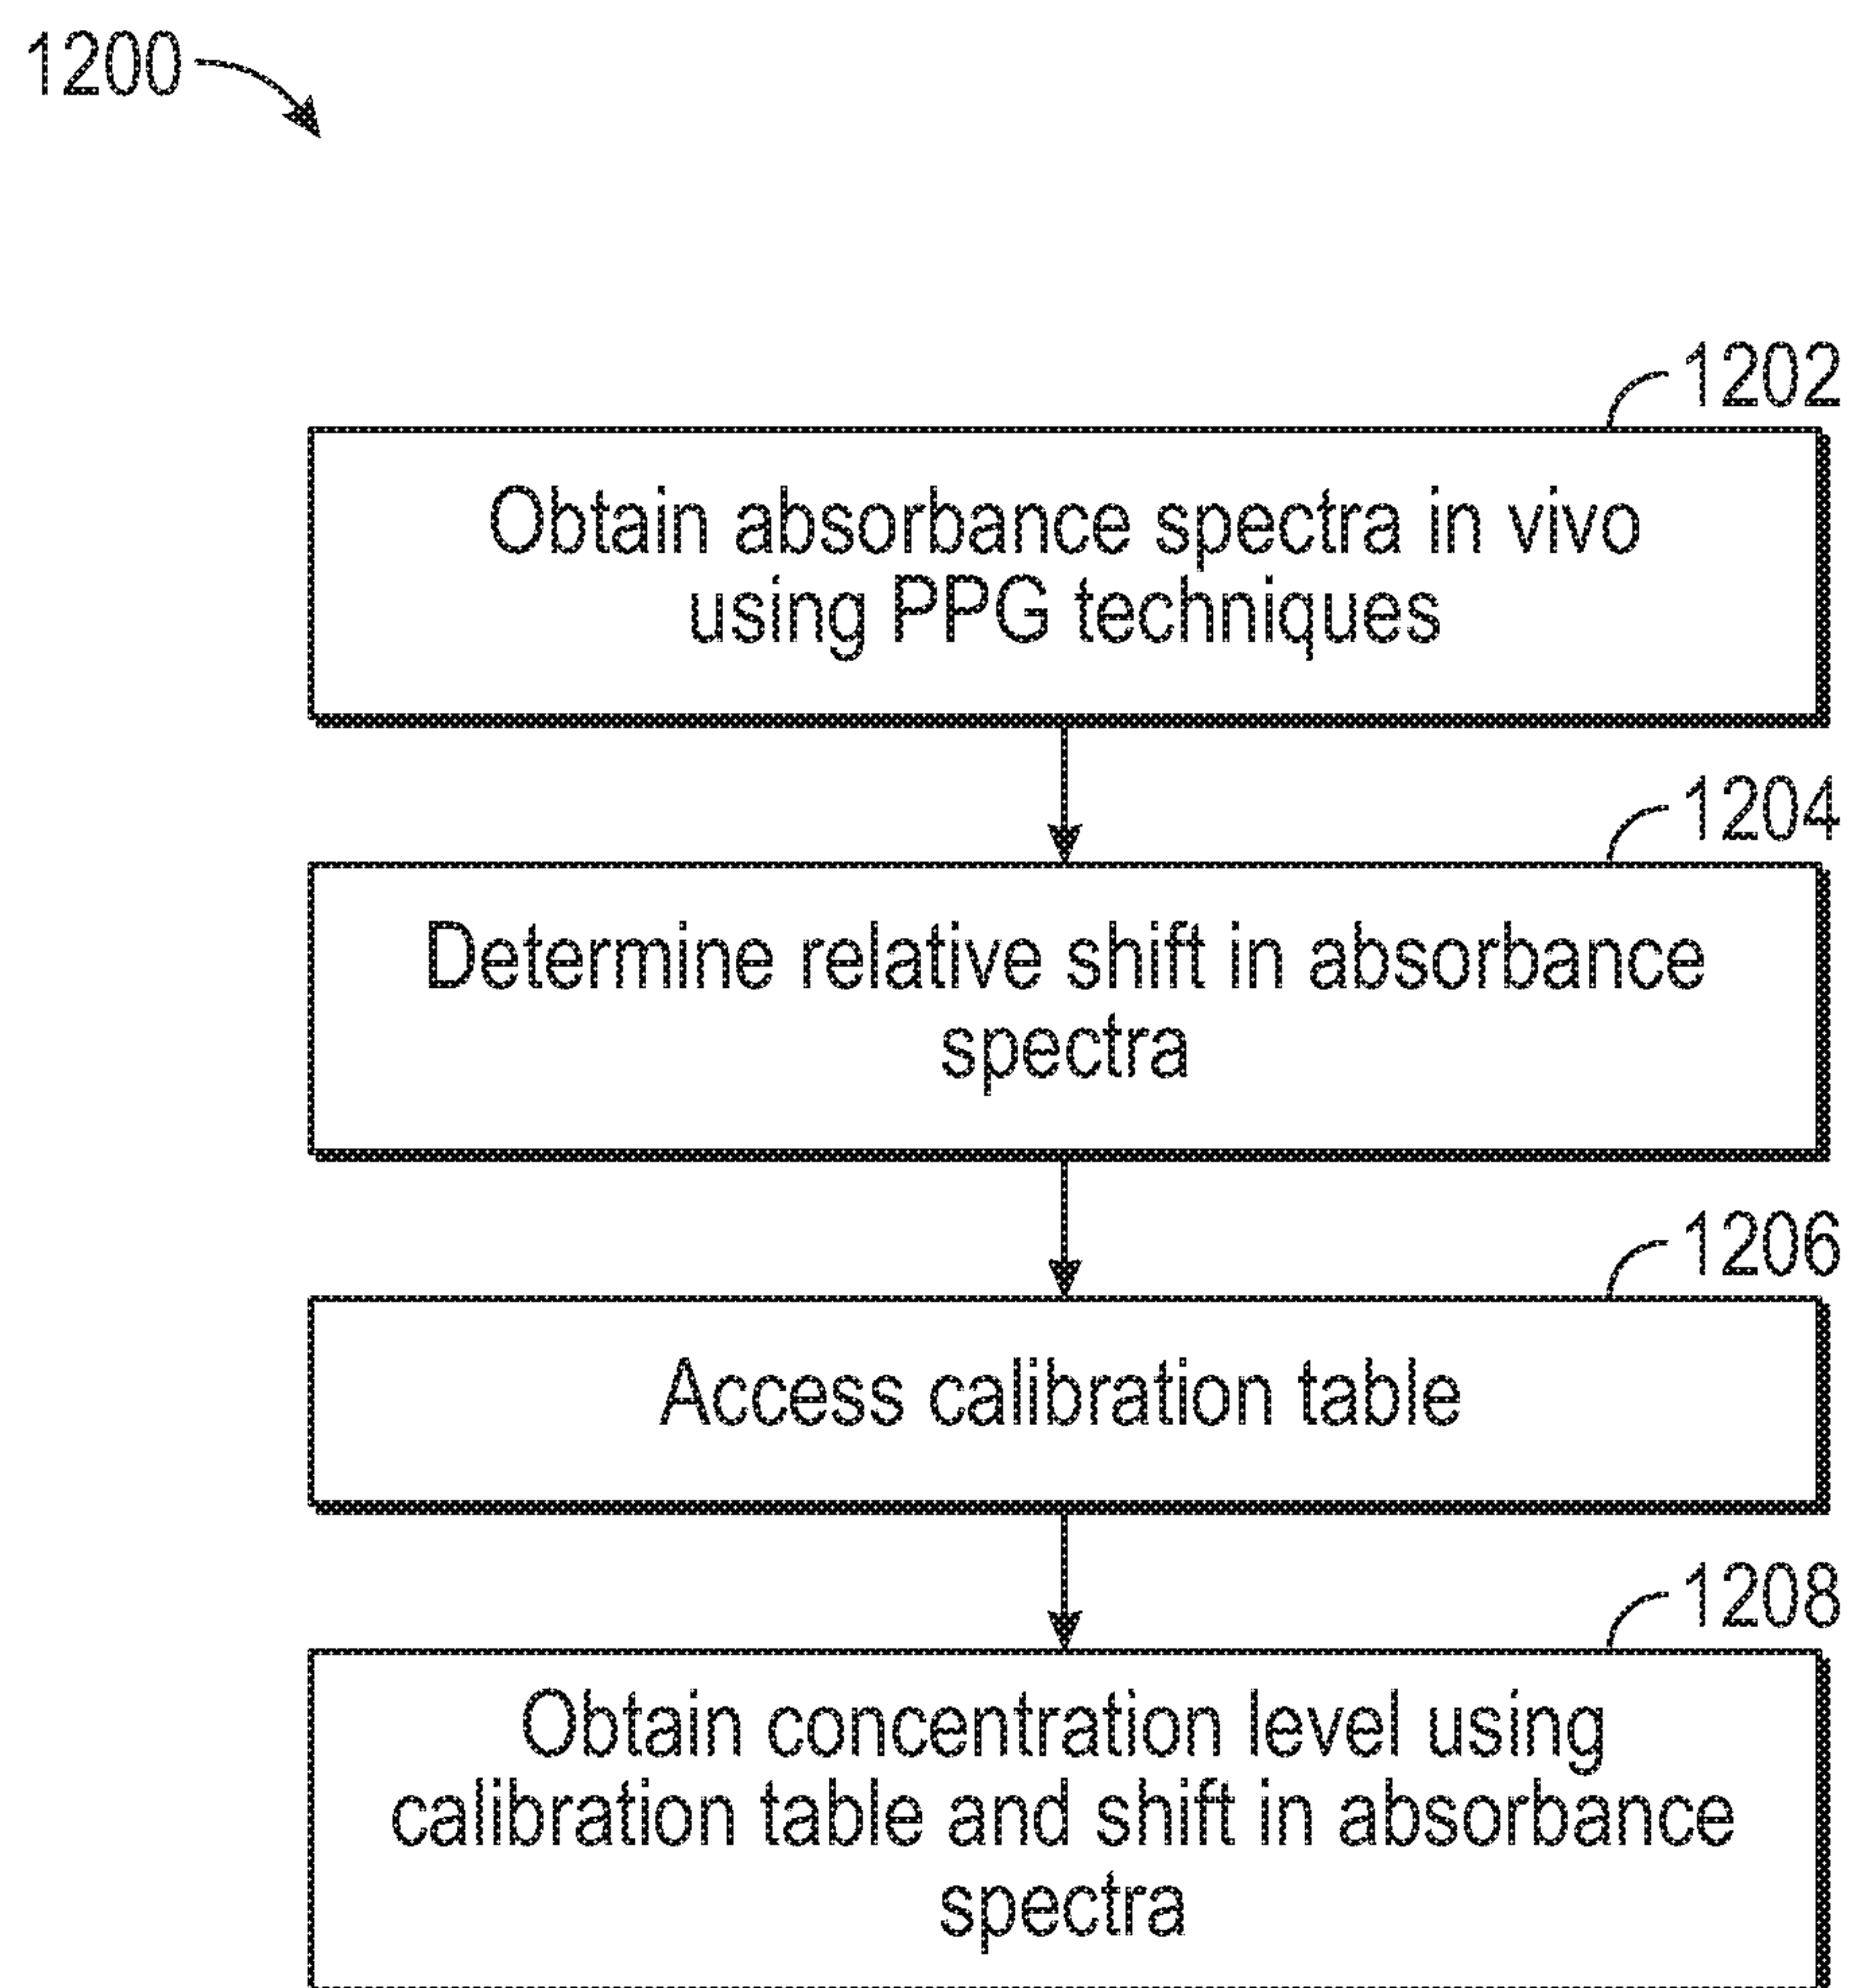 1200
1202
Obtain absorbance spectra in vivo
using PPG techniques
1204
Determine relative shift in absorbance
spectra
1206
Access calibration table
1208
Obtain concentration level using
calibration table and shift in absorbance
spectra